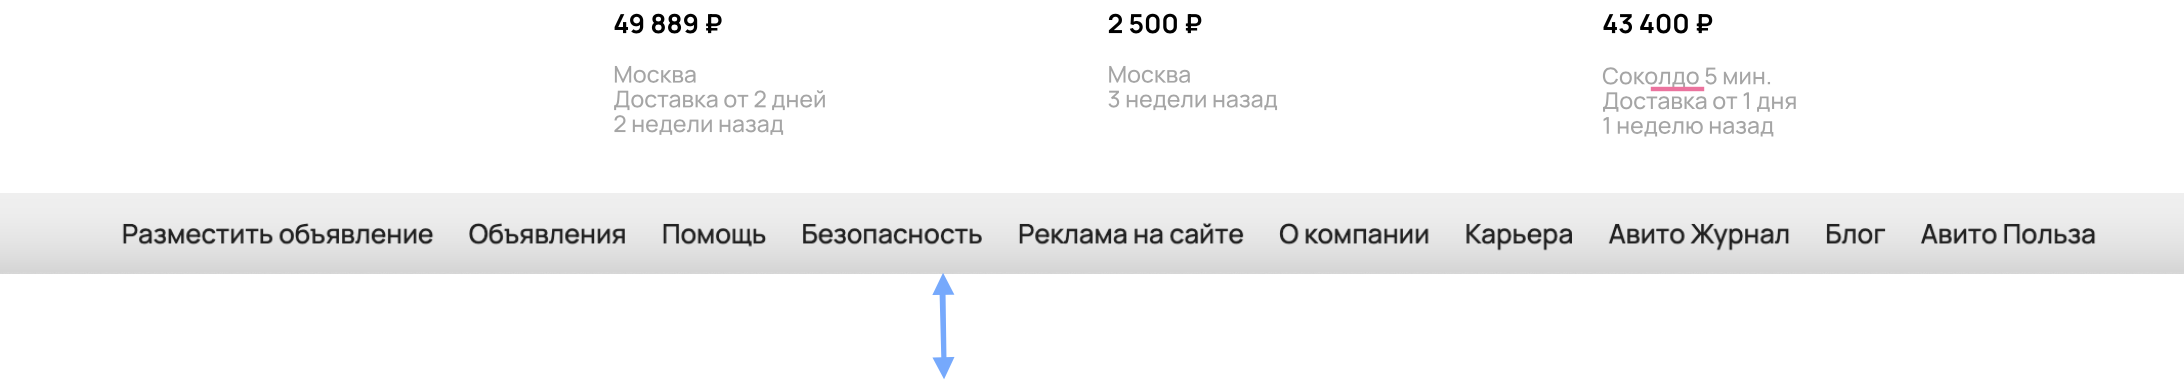 49 889 ₽
Москва
Доставка от 2 дней
2 недели назад
2 500 ₽
Москва
3 недели назад
43 400 ₽
Соколдо 5 мин.
Доставка от 1 дня
1 неделю назад
Разместить объявление Объявления Помощь Безопасность Реклама на сайте О компании Карьера Авито Журнал Блог Авито Польза